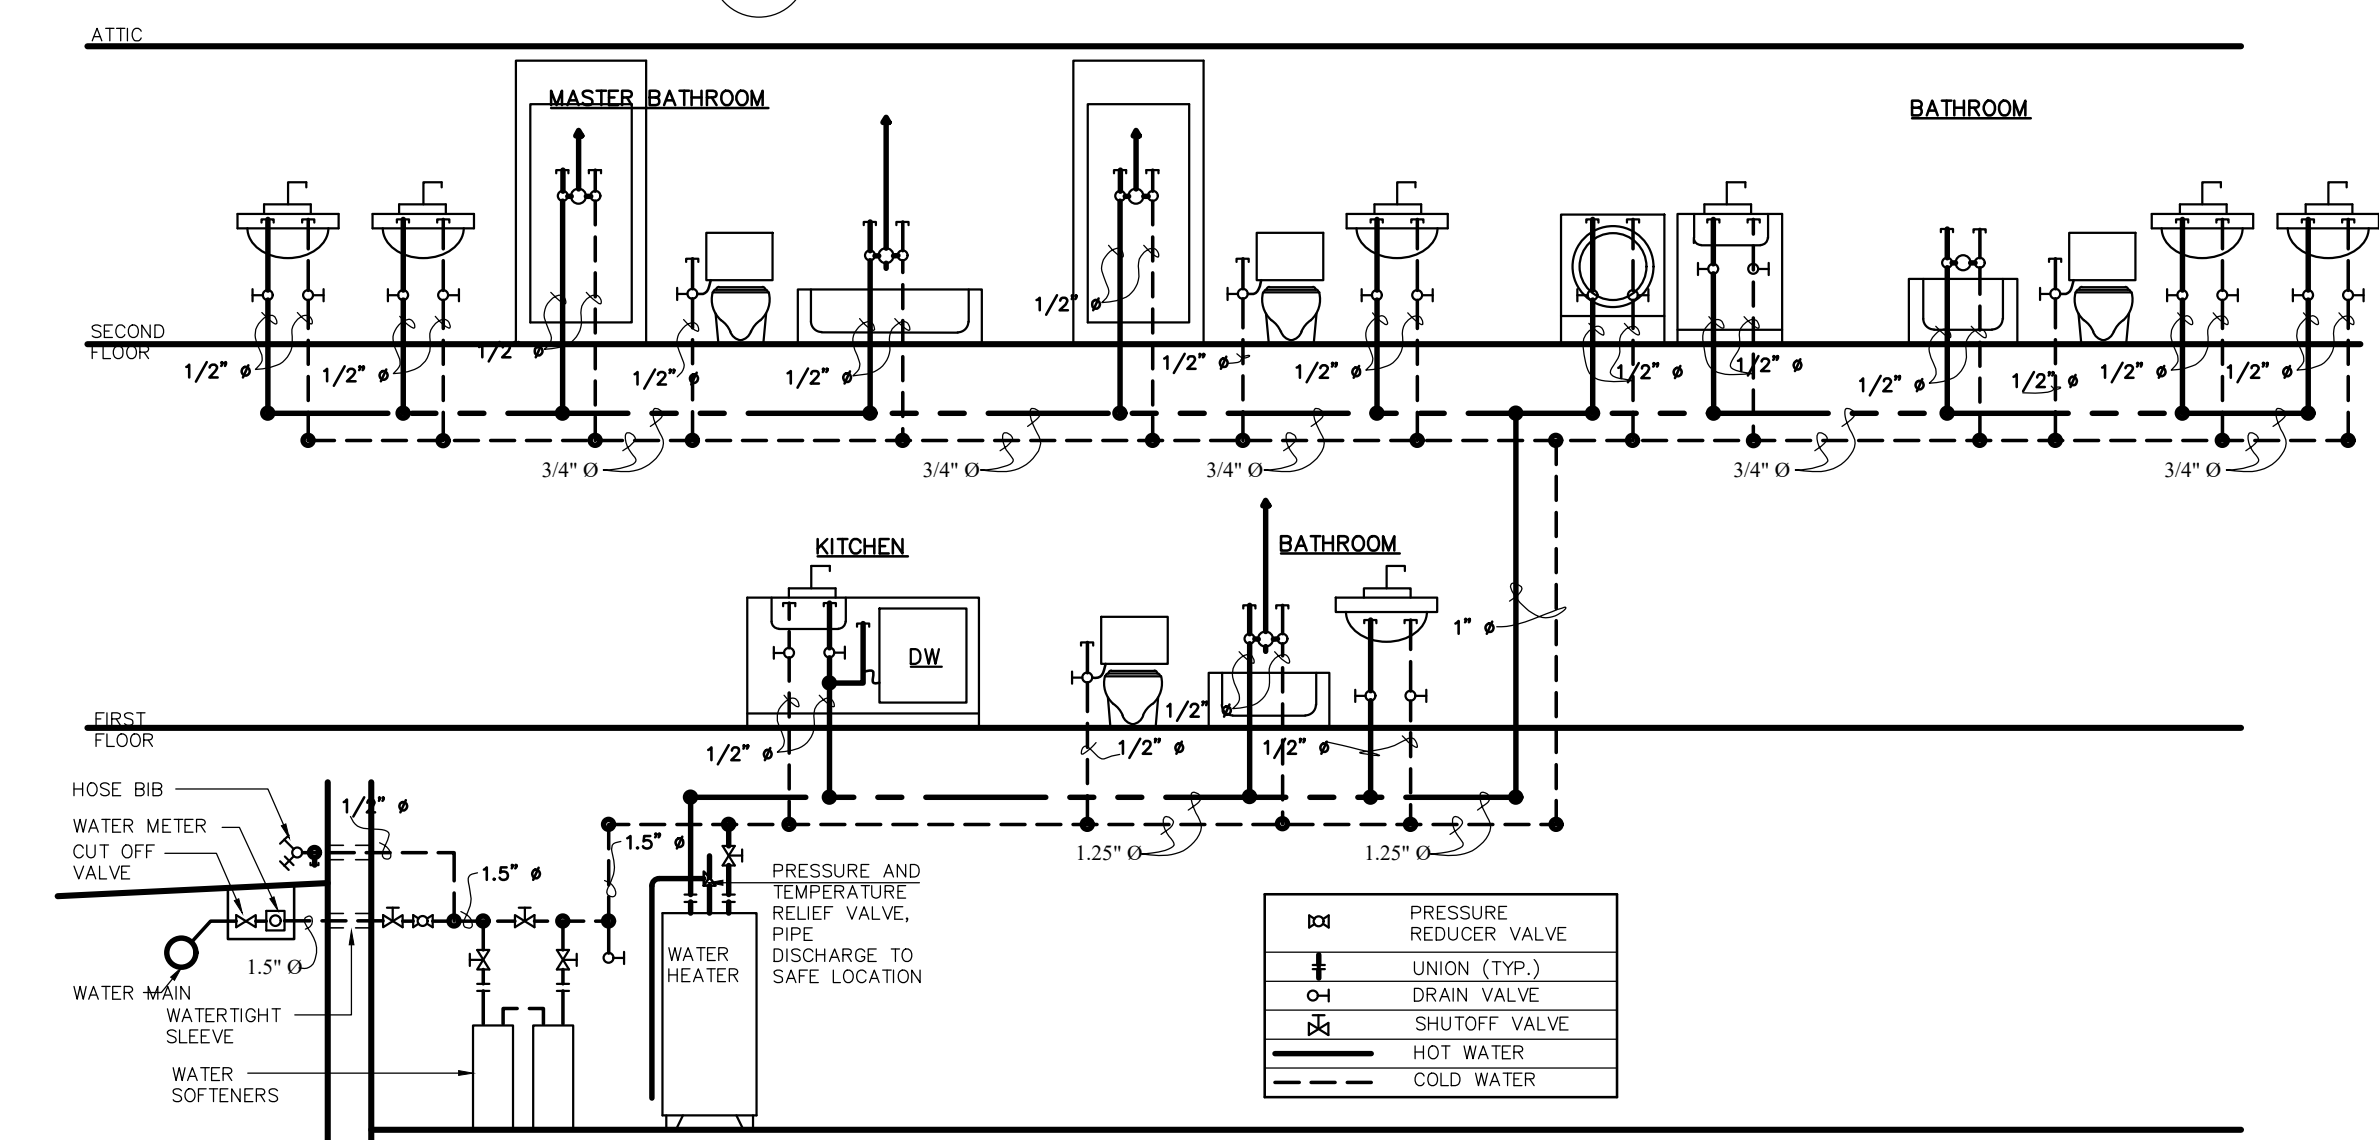 ATTIC
MASTER BATHROOM
BATHROOM
1/2" ø
SECOND
FLOOR
1/2" ø
1/2" ø
1/2" ø
1/2" ø
1/2" ø
1/2" ø
1/2" ø
1/2" ø
1/2" ø
1/2" ø
1/2" ø
1/2" ø
1/2" ø
1/2" ø
3/4" Ø
3/4" Ø
3/4" Ø
3/4" Ø
3/4" Ø
KITCHEN
BATHROOM
1" ø
DW
FIRST
FLOOR
1/2" ø
1/2" ø
1/2" ø
1/2" ø
HOSE BIB
1/2" ø
WATER METER
CUT OFF
VALVE
1.5" ø
1.25" Ø
1.25" Ø
1.5" ø
PRESSURE AND
TEMPERATURE
RELIEF VALVE,
PIPE
DISCHARGE TO
SAFE LOCATION
WATER
HEATER
1.5" Ø
WATER MAIN
WATERTIGHT
SLEEVE
WATER
SOFTENERS
PRESSURE
REDUCER VALVE
UNION (TYP.)
DRAIN VALVE
SHUTOFF VALVE
HOT WATER
COLD WATER